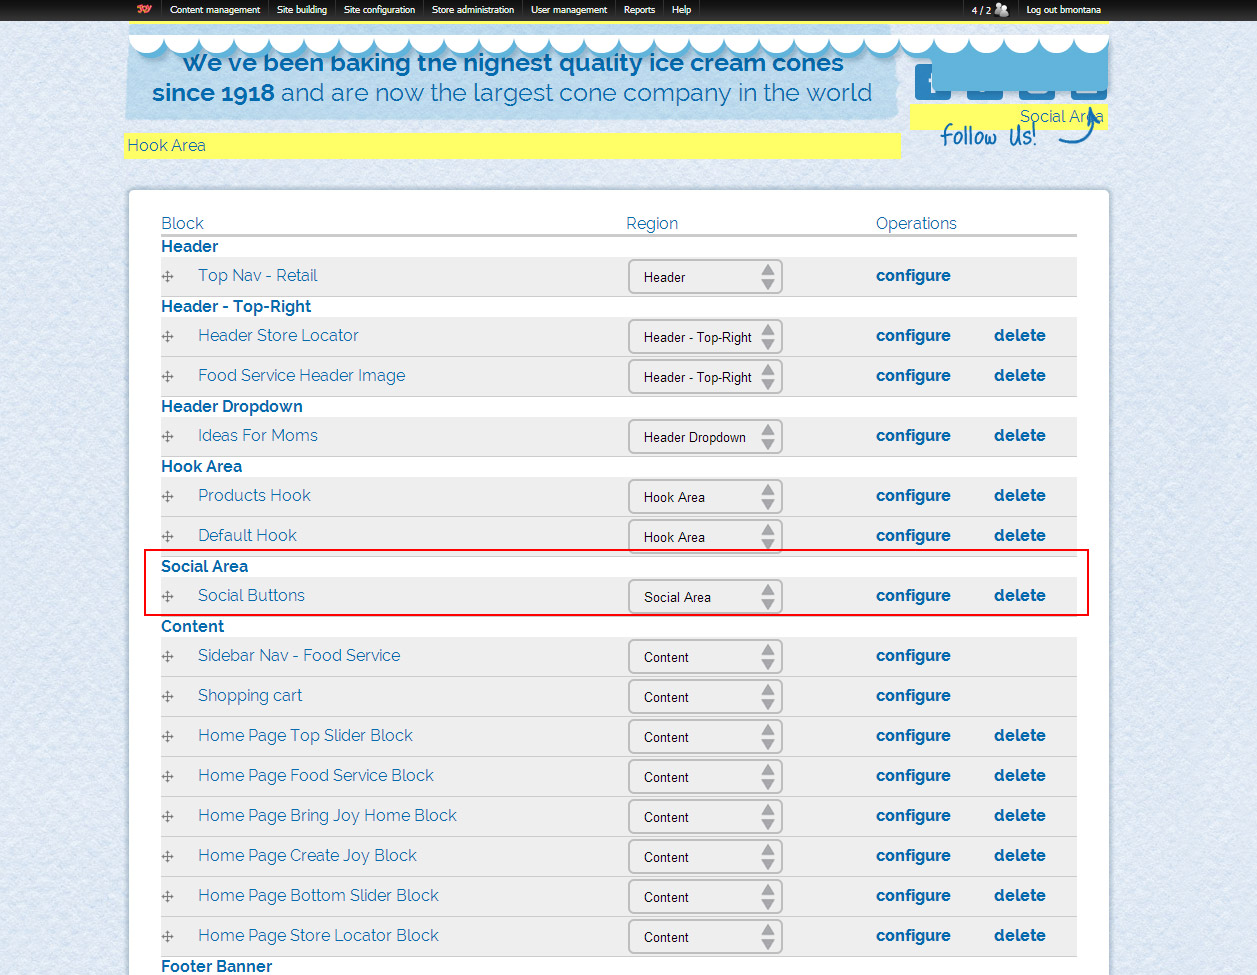 Content management Site building Site configuration Store administration User management Reports Help 4 / 2 Log out bmontana
We've been baking the highest quality ice cream cones
since 1918 and are now the largest cone company in the world
Social Area
follow us!
Hook Area
Block Region Operations
Header
Top Nav - Retail Header configure
Header - Top-Right
Header Store Locator Header - Top-Right configure delete
Food Service Header Image Header - Top-Right configure delete
Header Dropdown
Ideas For Moms Header Dropdown configure delete
Hook Area
Products Hook Hook Area configure delete
Default Hook Hook Area configure delete
Social Area
Social Buttons Social Area configure delete
Content
Sidebar Nav - Food Service Content configure
Shopping cart Content configure
Home Page Top Slider Block Content configure delete
Home Page Food Service Block Content configure delete
Home Page Bring Joy Home Block Content configure delete
Home Page Create Joy Block Content configure delete
Home Page Bottom Slider Block Content configure delete
Home Page Store Locator Block Content configure delete
Footer Banner